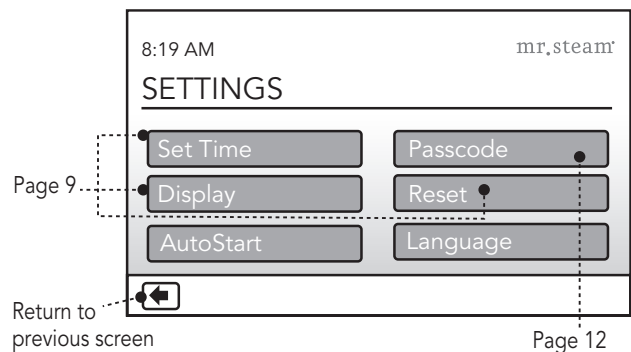 8:19 AM
mr.steam®
SETTINGS
Set Time
Passcode
Page 9
Display
Reset
AutoStart
Language
Return to
previous screen
Page 12